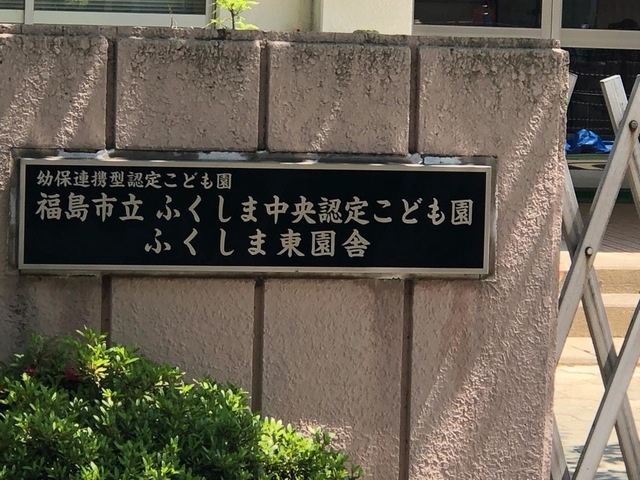 幼保連携型認定こども園
福島市立 ふくしま中央認定こども園
ふくしま東園舎